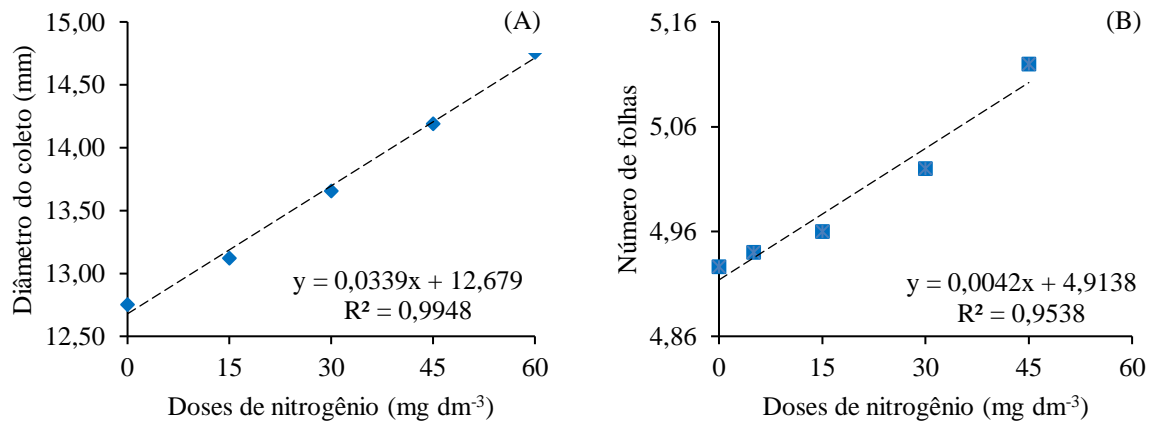 (A)
Diâmetro do coleto (mm)
15,00
14,50
14,00
13,50
13,00
12,50
y = 0,0339x + 12,679
R² = 0,9948
0 15 30 45 60
Doses de nitrogênio (mg dm⁻³)
(B)
Número de folhas
5,16
5,06
4,96
4,86
y = 0,0042x + 4,9138
R² = 0,9538
0 15 30 45 60
Doses de nitrogênio (mg dm⁻³)